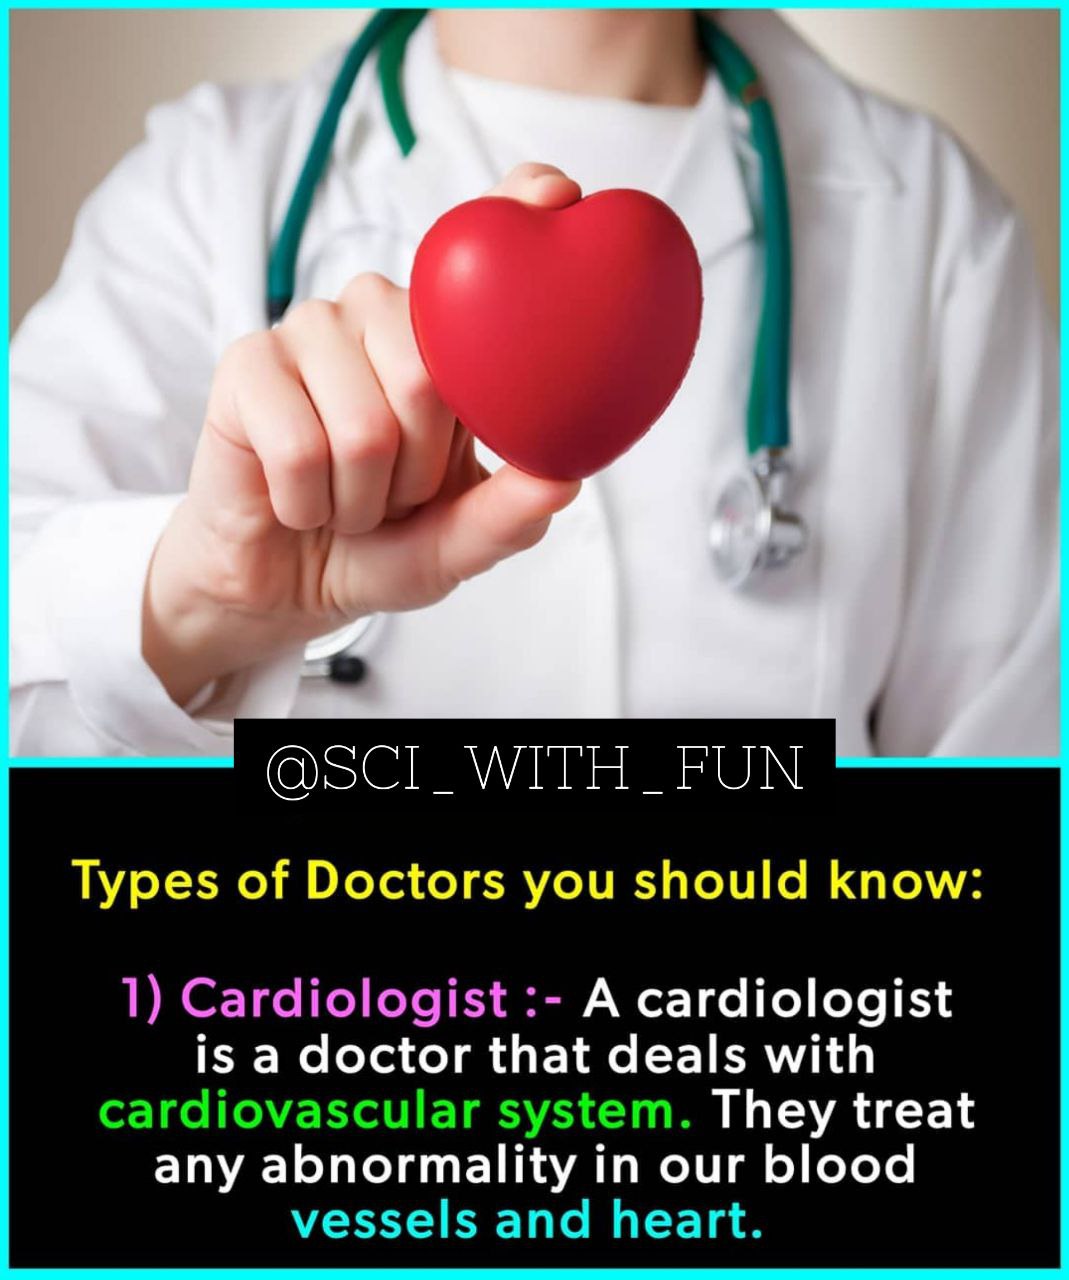 @SCI_WITH_FUN
Types of Doctors you should know:
1) Cardiologist :- A cardiologist
is a doctor that deals with
cardiovascular system. They treat
any abnormality in our blood
vessels and heart.